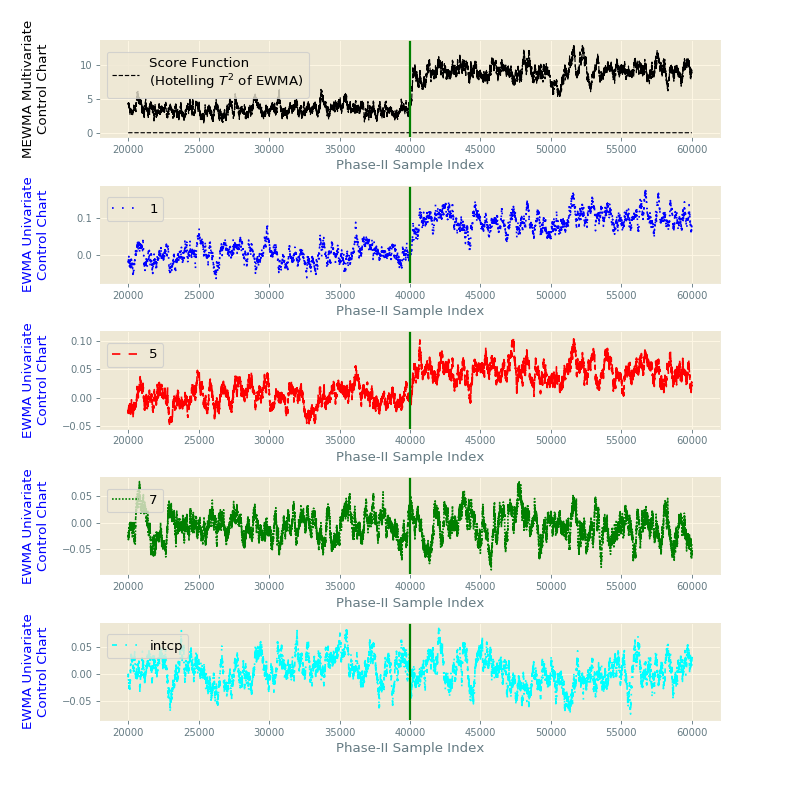 MEWMA Multivariate
Control Chart
Score Function
(Hotelling T² of EWMA)
10
5
0
20000 25000 30000 35000 40000 45000 50000 55000 60000
Phase-II Sample Index
EWMA Univariate
Control Chart
1
0.1
0.0
20000 25000 30000 35000 40000 45000 50000 55000 60000
Phase-II Sample Index
EWMA Univariate
Control Chart
5
0.10
0.05
0.00
−0.05
20000 25000 30000 35000 40000 45000 50000 55000 60000
Phase-II Sample Index
EWMA Univariate
Control Chart
7
0.05
0.00
−0.05
20000 25000 30000 35000 40000 45000 50000 55000 60000
Phase-II Sample Index
EWMA Univariate
Control Chart
intcp
0.05
0.00
−0.05
20000 25000 30000 35000 40000 45000 50000 55000 60000
Phase-II Sample Index